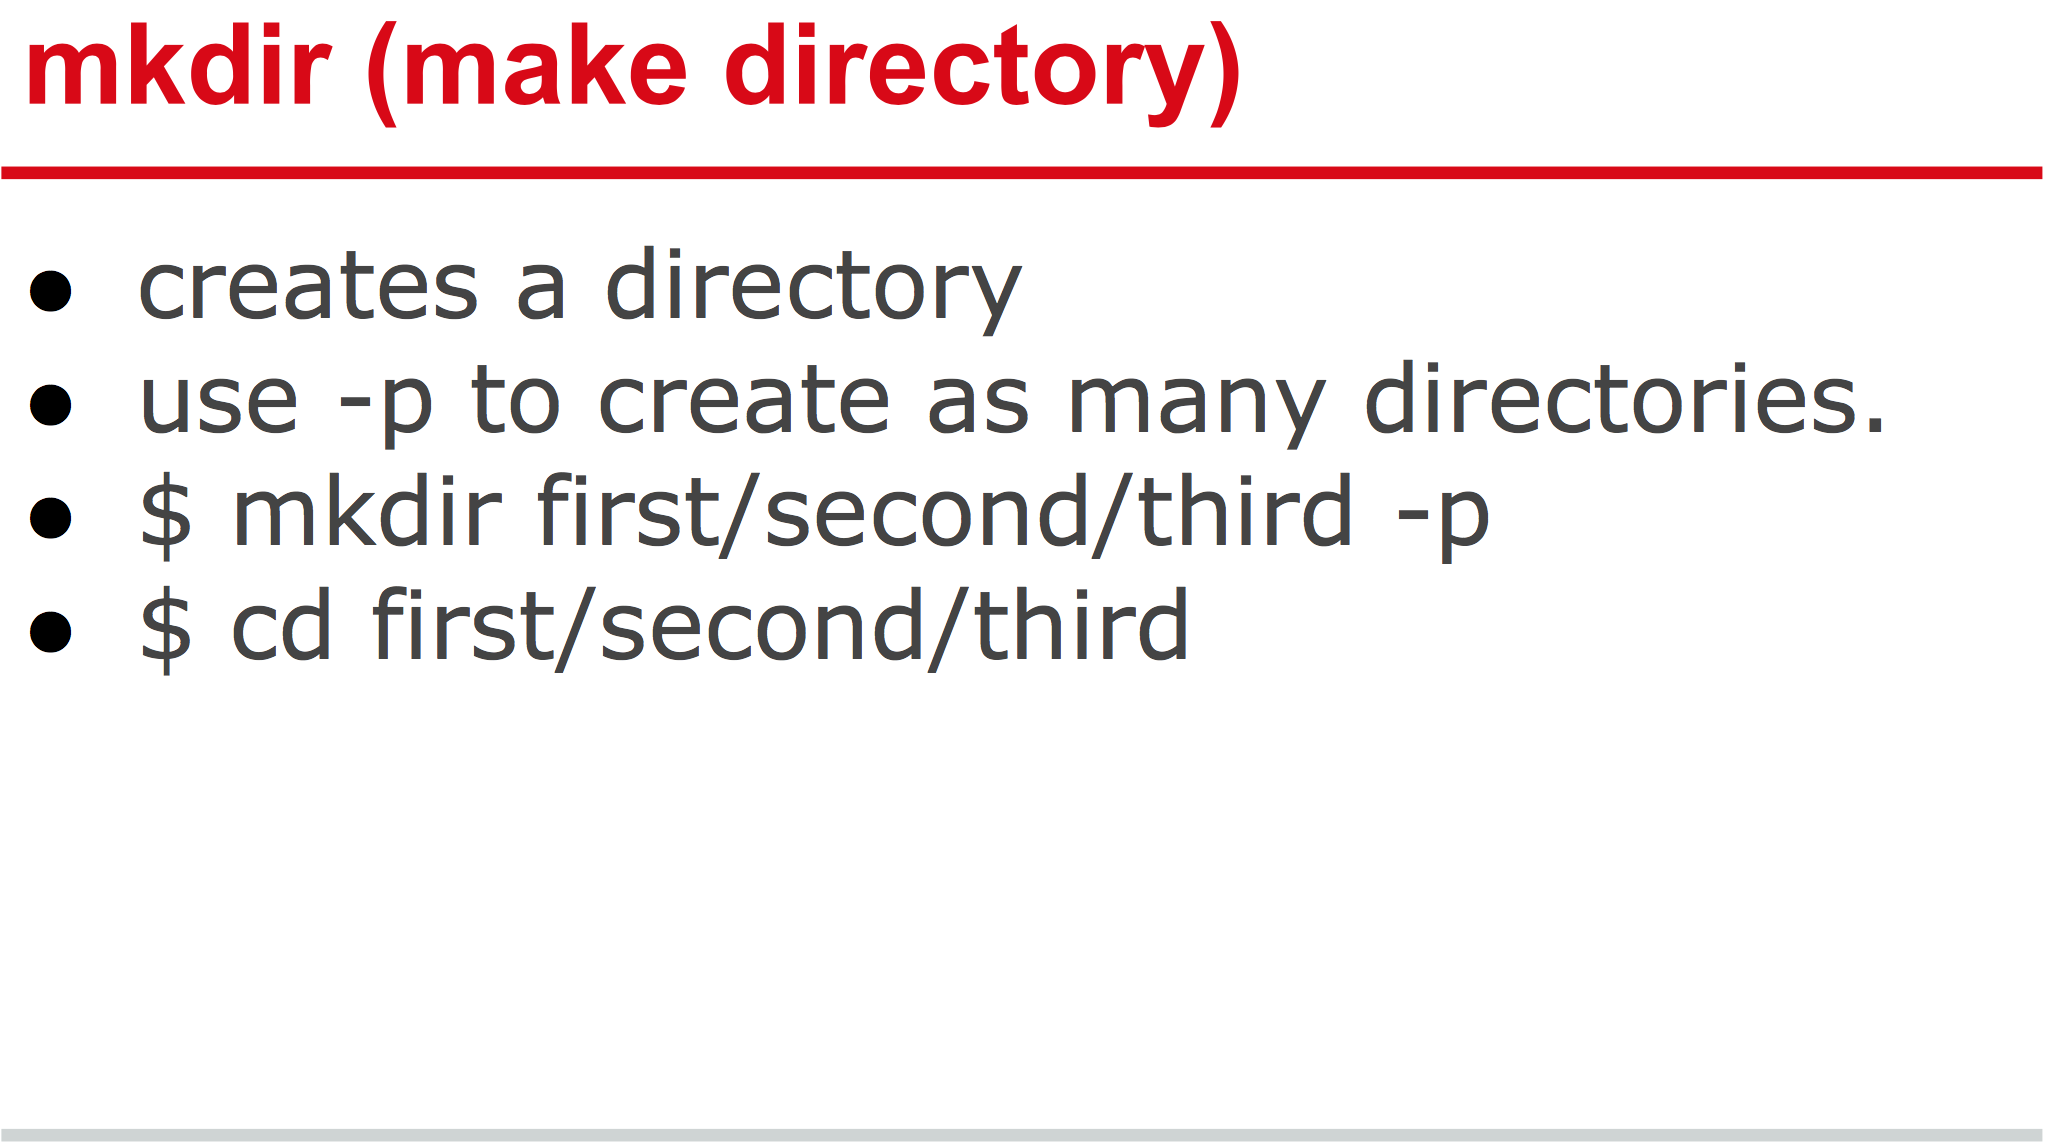 mkdir (make directory)
● creates a directory
● use -p to create as many directories.
● $ mkdir first/second/third -p
● $ cd first/second/third